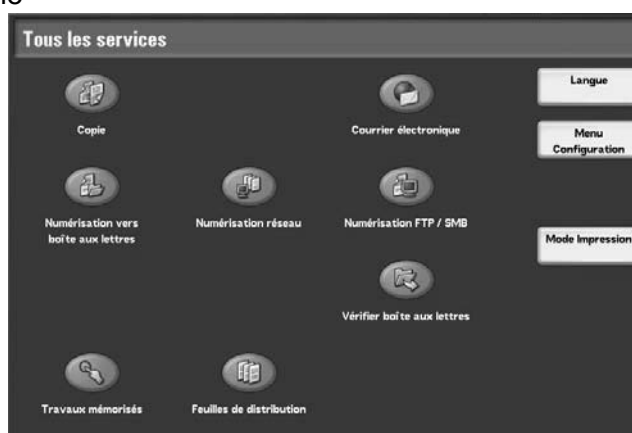 Tous les services
Copie
Courrier électronique
Langue
Menu
Configuration
Numérisation vers
boîte aux lettres
Numérisation réseau
Numérisation FTP / SMB
Mode Impression
Vérifier boîte aux lettres
Travaux mémorisés
Feuilles de distribution